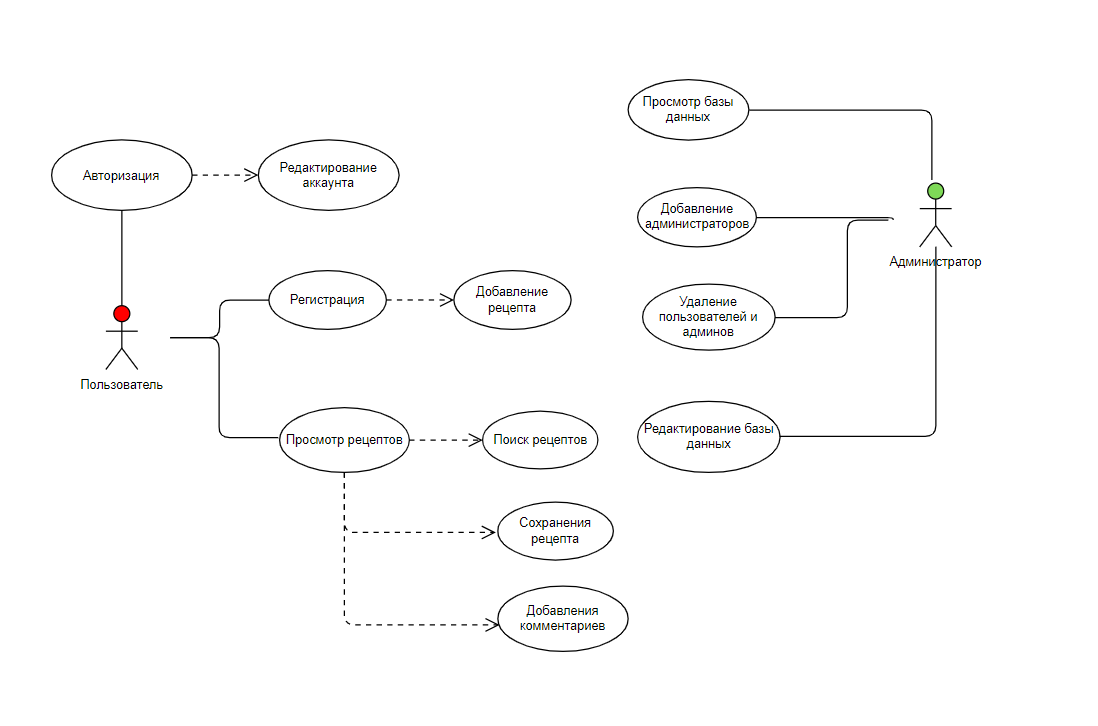 Просмотр базы
данных
Авторизация
Редактирование
аккаунта
Добавление
администраторов
Администратор
Регистрация
Добавление
рецепта
Удаление
пользователей и
админов
Пользователь
Просмотр рецептов
Поиск рецептов
Редактирование базы
данных
Сохранения
рецепта
Добавления
комментариев